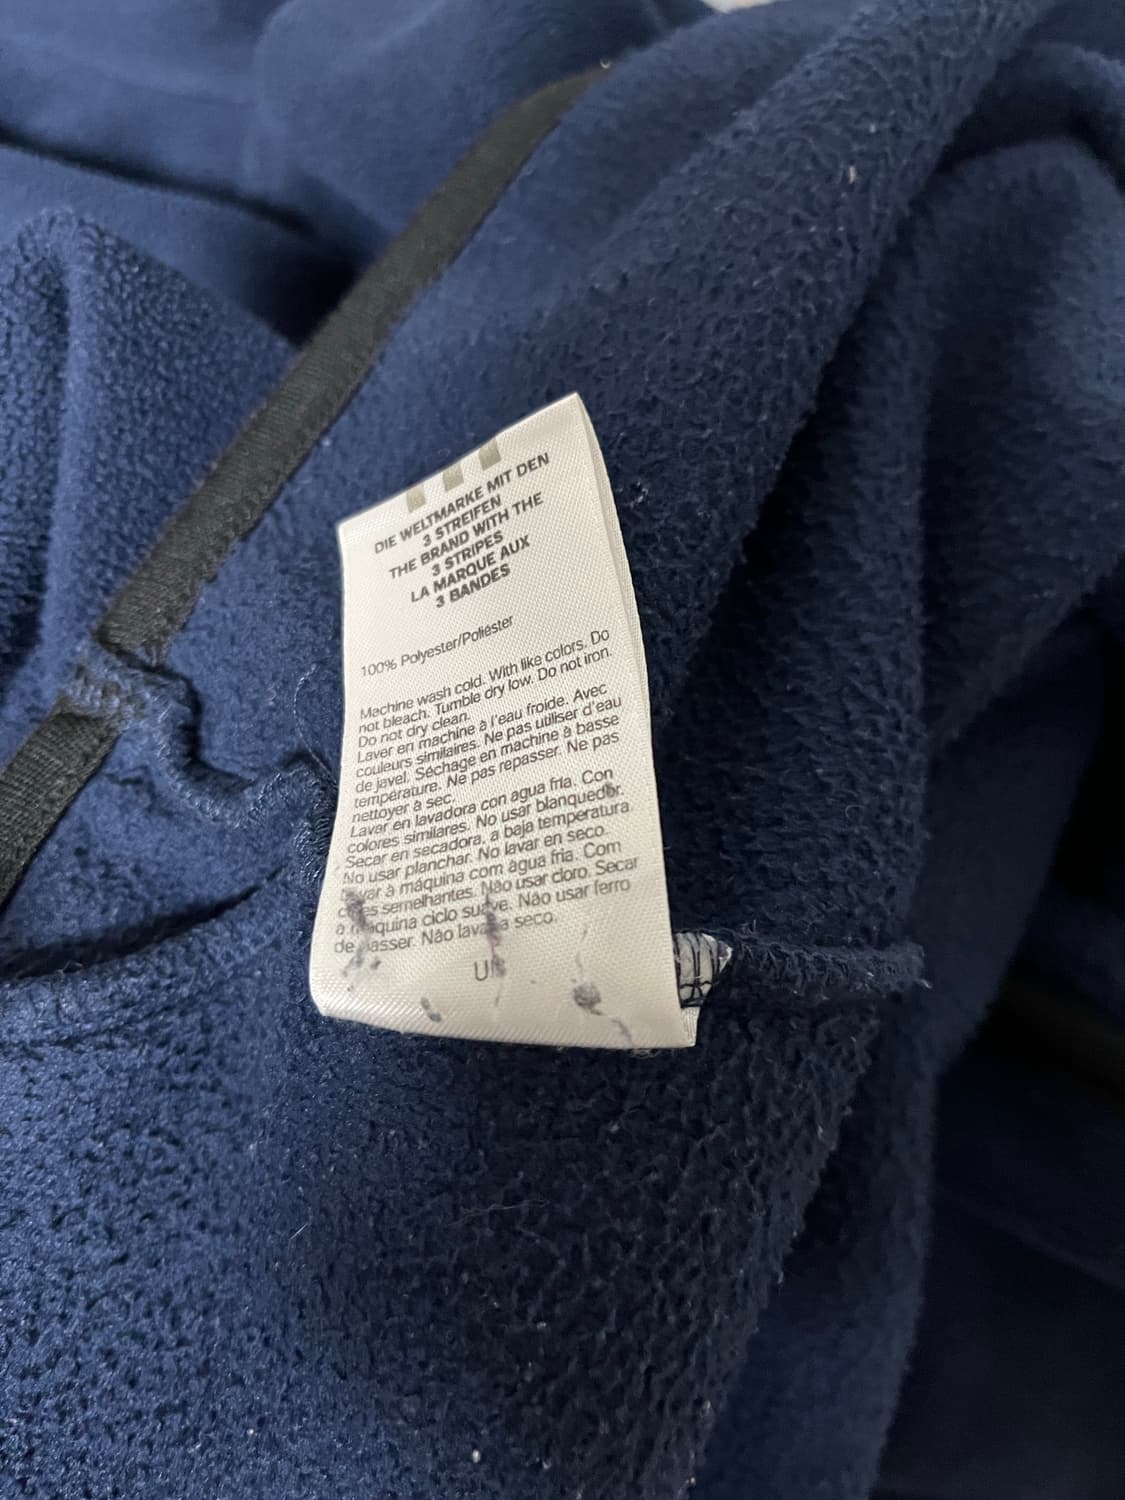 DIE WELTMARKE MIT DEN
3 STREIFEN
THE BRAND WITH THE
3 STRIPES
LA MARQUE AUX
3 BANDES
100% Polyester/Poliéster
Machine wash cold. With like colors. Do
not bleach. Tumble dry low. Do not iron.
Do not dry clean.
Laver en machine à l'eau froide. Avec
couleurs similaires. Ne pas utiliser d'eau
de javel. Séchage en machine à basse
température. Ne pas repasser. Ne pas
nettoyer à sec.
Lavar en lavadora con agua fria. Con
colores similares. No usar blanquedor.
Secar en secadora, a baja temperatura.
No usar planchar. No lavar en seco.
à máquina com água fria. Com
semelhantes. Não usar cloro. Secar
à máquina ciclo suave. Não usar ferro
de passer. Não lavar a seco.